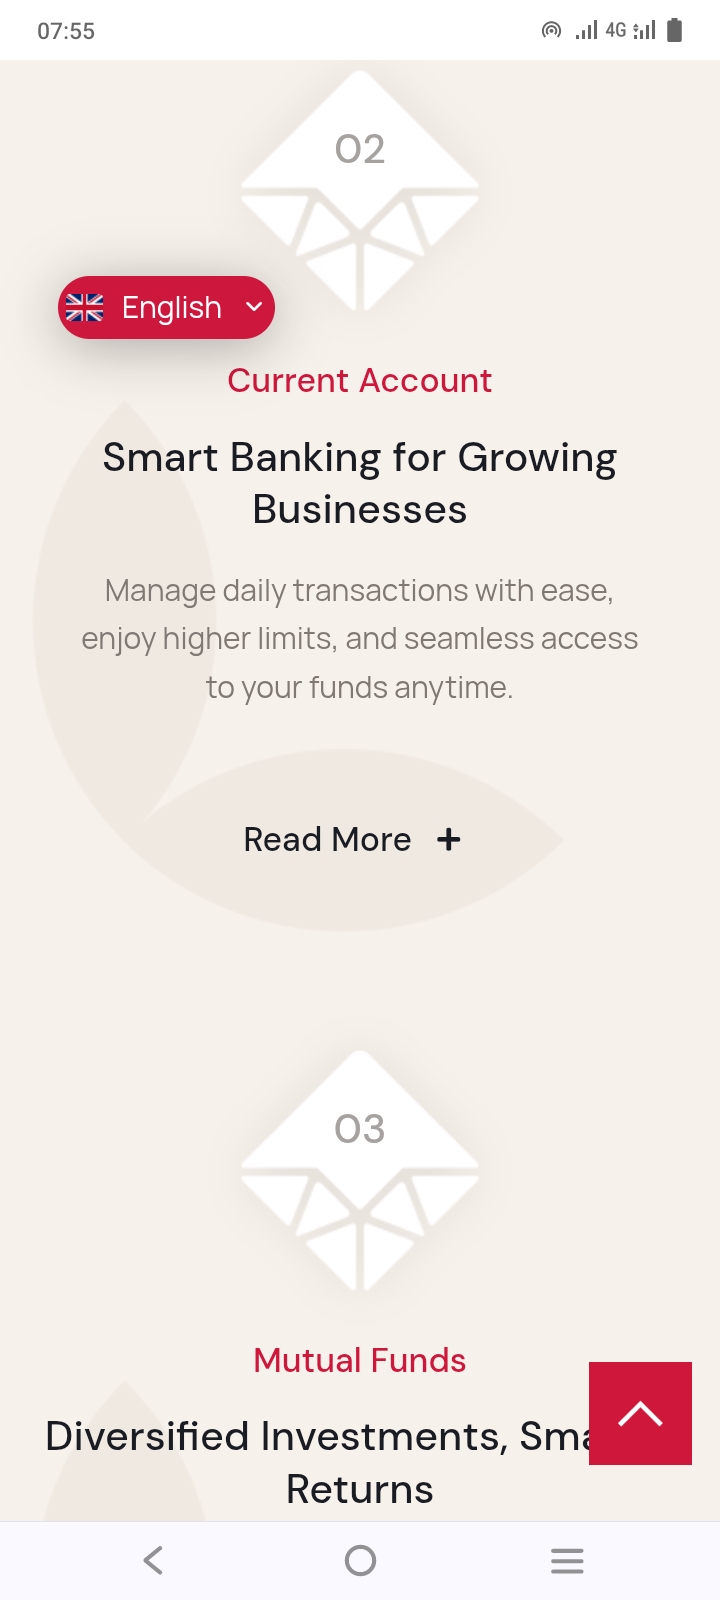 07:55
4G
02
English
Current Account
Smart Banking for Growing
Businesses
Manage daily transactions with ease,
enjoy higher limits, and seamless access
to your funds anytime.
Read More +
03
Mutual Funds
Diversified Investments,
Returns